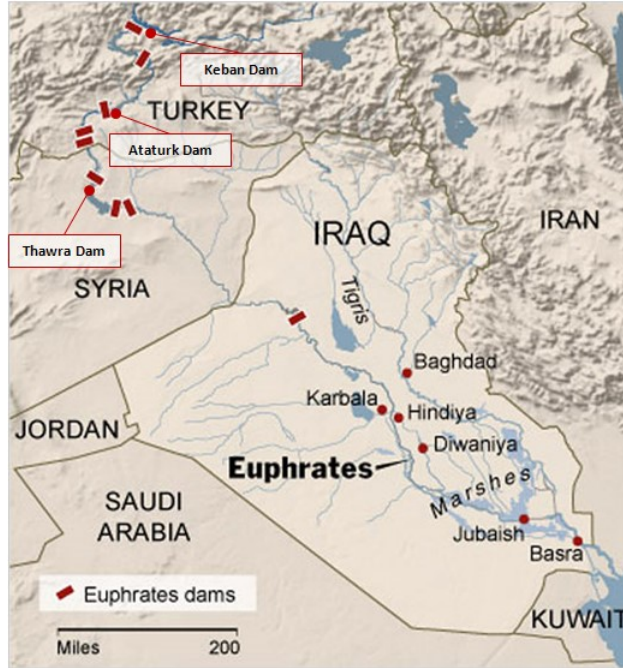 Keban Dam
TURKEY
Ataturk Dam
IRAN
IRAQ
Thawra Dam
SYRIA
Tigris
Baghdad
Karbala
Hindiya
JORDAN
Diwaniya
Euphrates
Marshes
SAUDI
ARABIA
Jubaish
Basra
Euphrates dams
KUWAIT
Miles 200